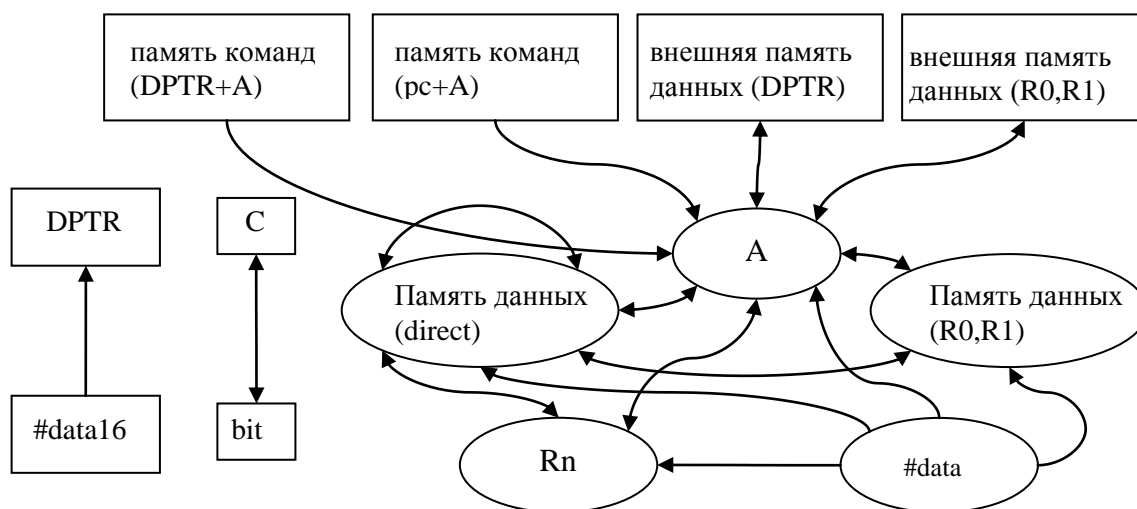 память команд
(DPTR+A)
память команд
(pc+A)
внешняя память
данных (DPTR)
внешняя память
данных (R0,R1)
DPTR
C
A
Память данных
(direct)
Память данных
(R0,R1)
#data16
bit
Rn
#data